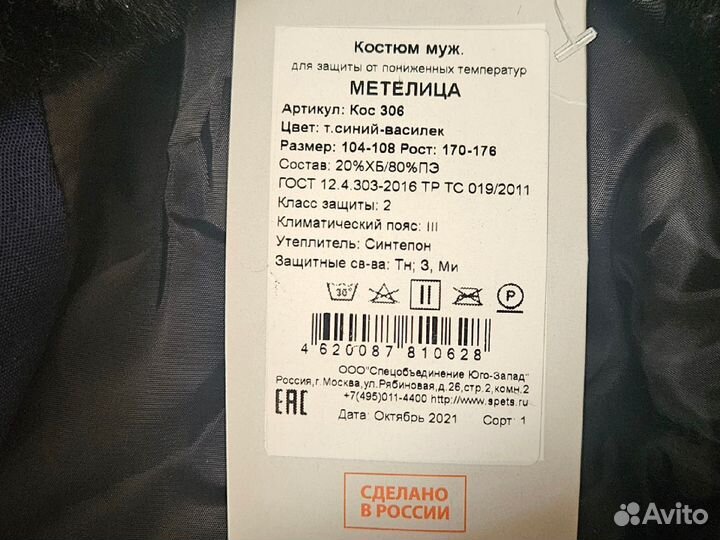 Костюм муж.
для защиты от пониженных температур
МЕТЕЛИЦА
Артикул: Кос 306
Цвет: т.синий-василек
Размер: 104-108 Рост: 170-176
Состав: 20%ХБ/80%ПЭ
ГОСТ 12.4.303-2016 ТР ТС 019/2011
Класс защиты: 2
Климатический пояс: III
Утеплитель: Синтепон
Защитные св-ва: Тн; З, Ми
30° P
4 620087 810628
ООО"Спецобъединение Юго-Запад"
Россия,г.Москва,ул.Рябиновая,д.26,стр.2,комн.2
+7(495)011-4400 http://www.spets.ru
EAC Дата: Октябрь 2021 Сорт: 1
СДЕЛАНО
В РОССИИ
Avito